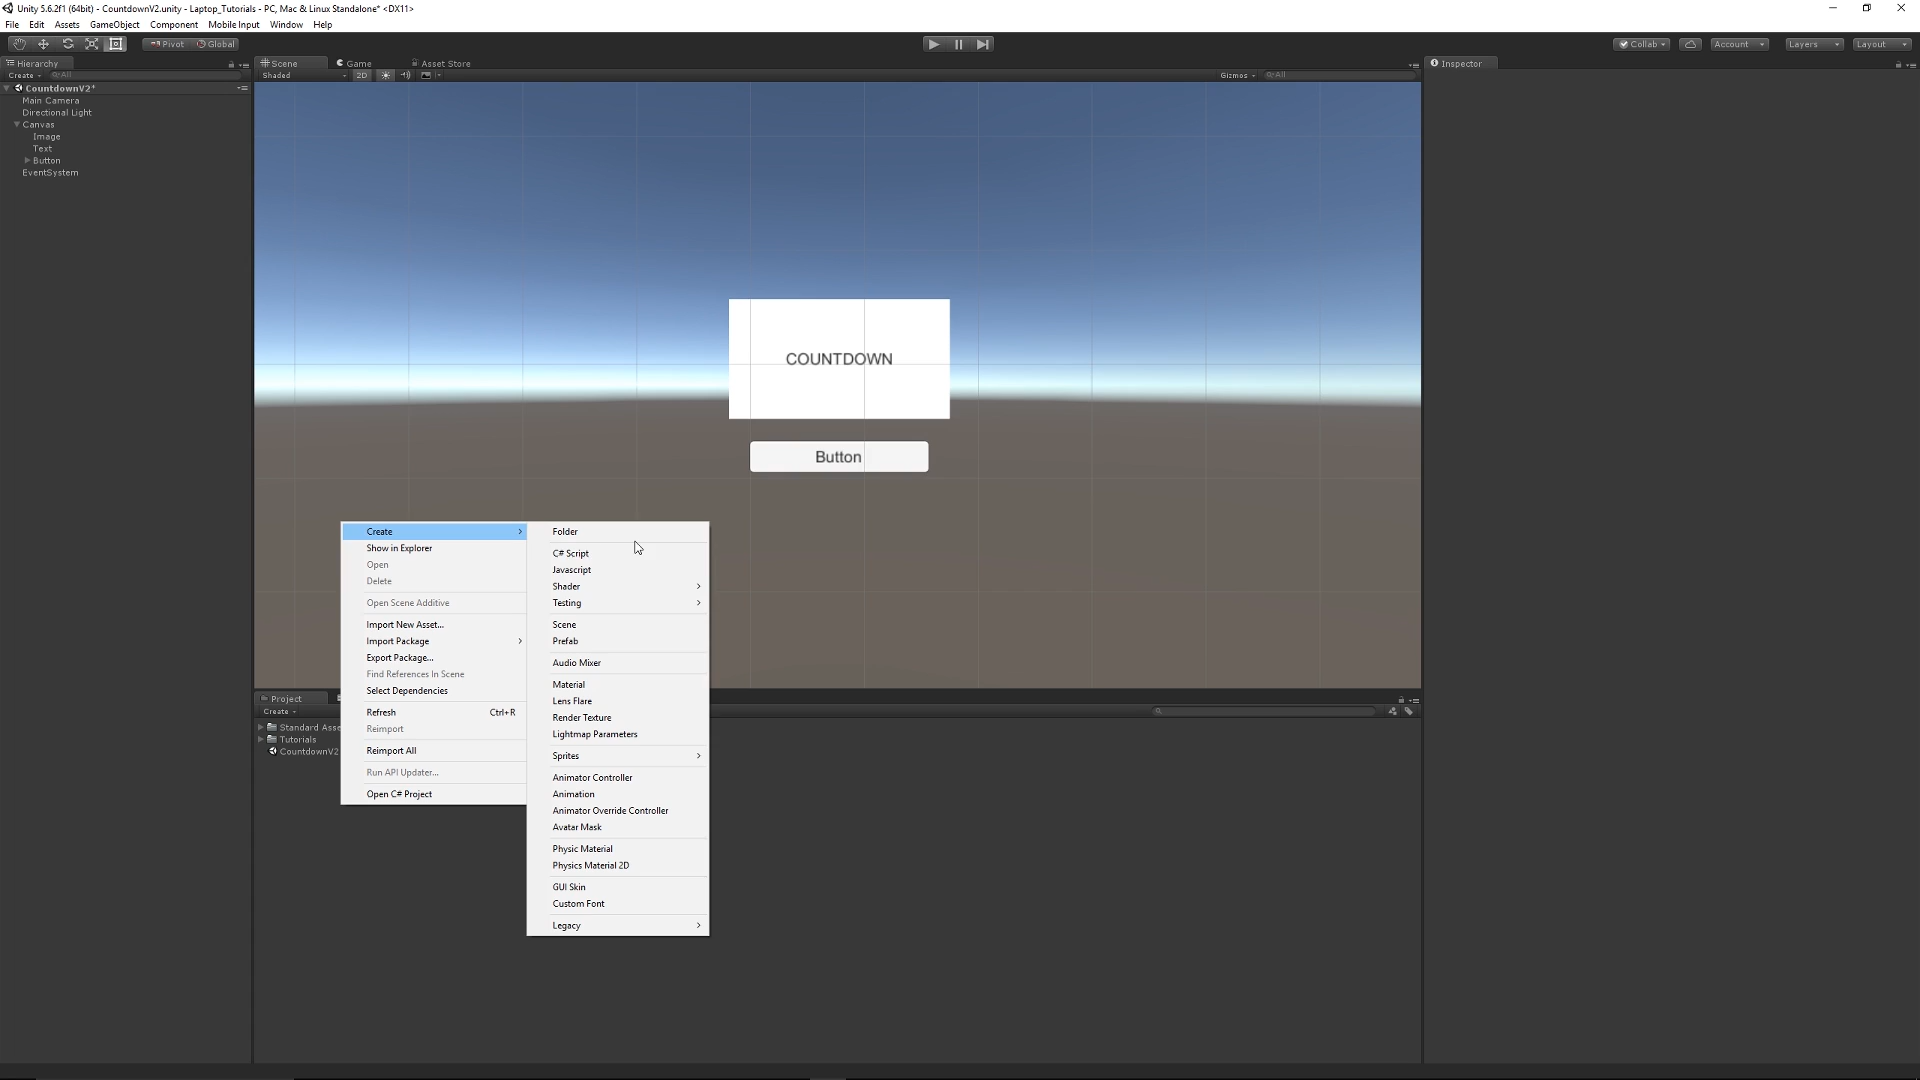 Unity 5.6.2f1 (64bit) - CountdownV2.unity - Laptop_Tutorials - PC, Mac & Linux Standalone* <DX11>
File Edit Assets GameObject Component Mobile Input Window Help
Pivot Global Collab Account Layers Layout
Hierarchy
Create All
CountdownV2*
Main Camera
Directional Light
Canvas
Image
Text
Button
EventSystem
Scene Game Asset Store
Shaded 2D Gizmos All
COUNTDOWN
Button
Inspector
Create
Show in Explorer
Open
Delete
Open Scene Additive
Import New Asset...
Import Package
Export Package...
Find References In Scene
Select Dependencies
Refresh Ctrl+R
Reimport
Reimport All
Run API Updater...
Open C# Project
Folder
C# Script
Javascript
Shader
Testing
Scene
Prefab
Audio Mixer
Material
Lens Flare
Render Texture
Lightmap Parameters
Sprites
Animator Controller
Animation
Animator Override Controller
Avatar Mask
Physic Material
Physics Material 2D
GUI Skin
Custom Font
Legacy
Project
Create
Standard Asse
Tutorials
CountdownV2